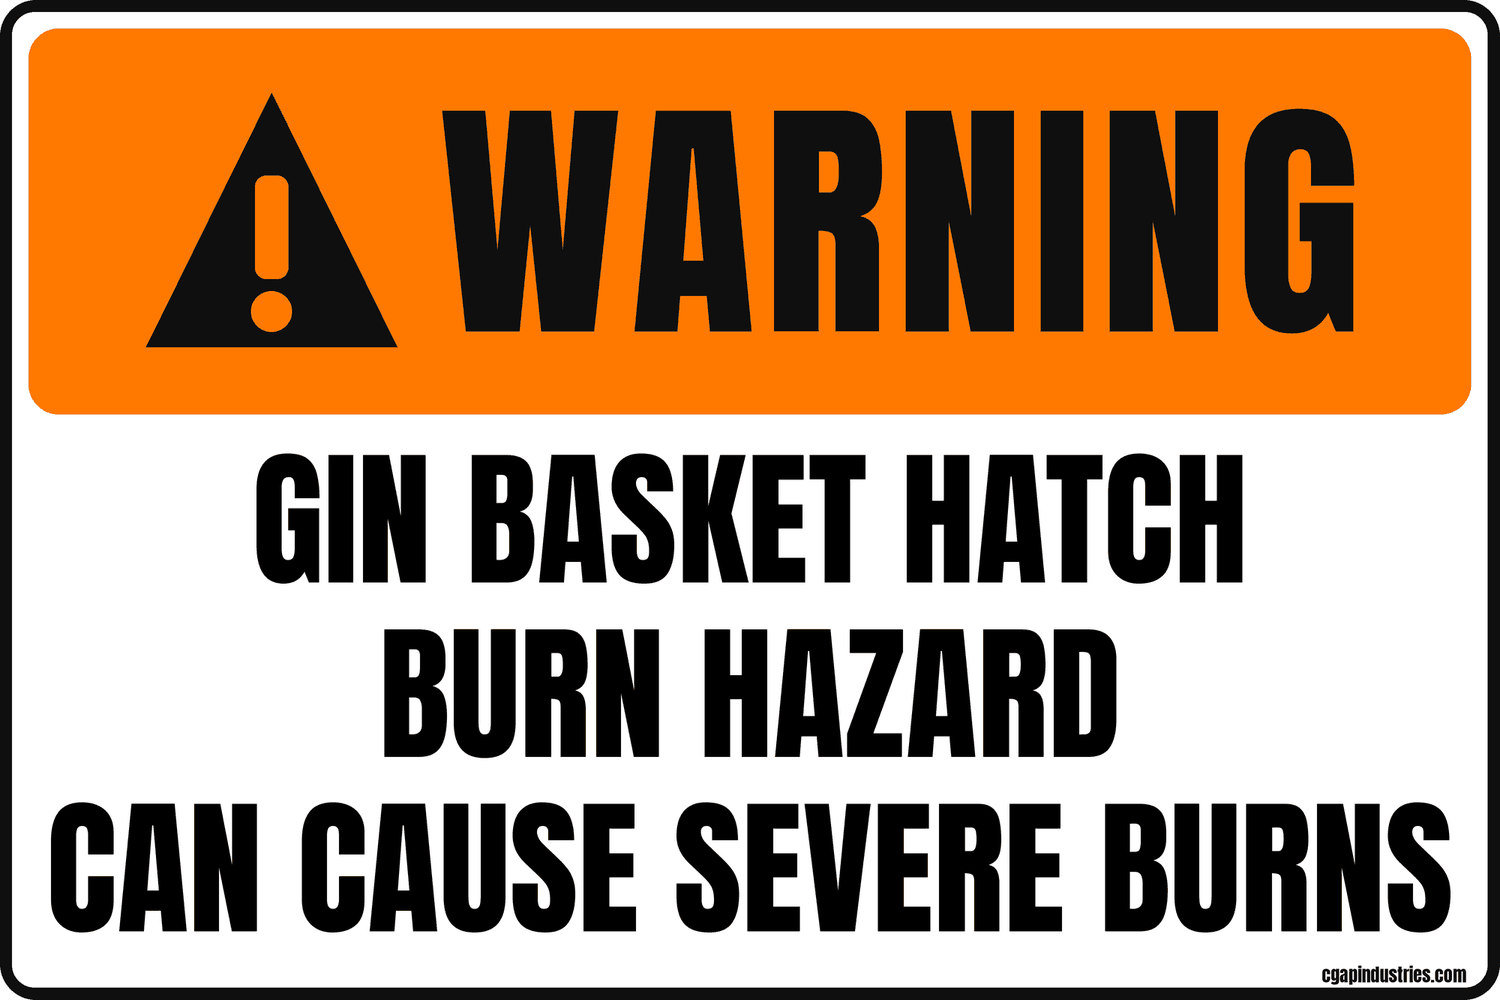 WARNING
GIN BASKET HATCH
BURN HAZARD
CAN CAUSE SEVERE BURNS
cgapindustries.com